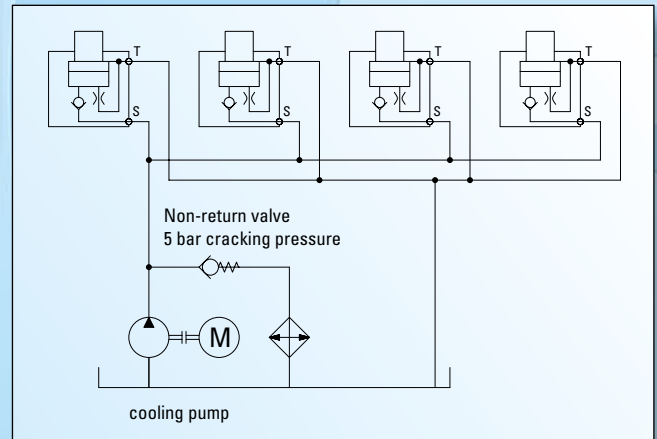 T
T
T
T
S
S
S
S
Non-return valve
5 bar cracking pressure
M
cooling pump